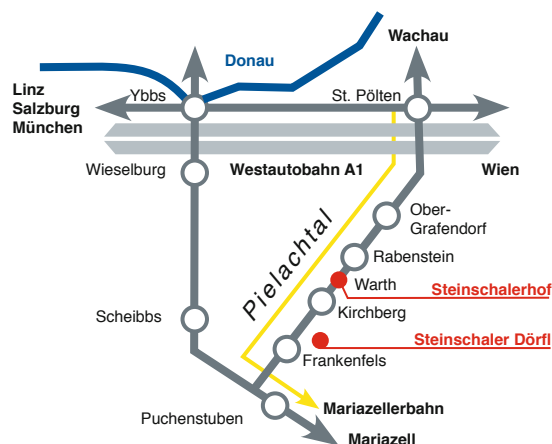 Donau
Wachau
Linz
Salzburg
München
Ybbs
St. Pölten
Wieselburg
Westautobahn A1
Wien
Pielachtal
Ober-
Grafendorf
Rabenstein
Warth
Steinschalerhof
Kirchberg
Scheibbs
Steinschaler Dörfl
Frankenfels
Puchenstuben
Mariazellerbahn
Mariazell